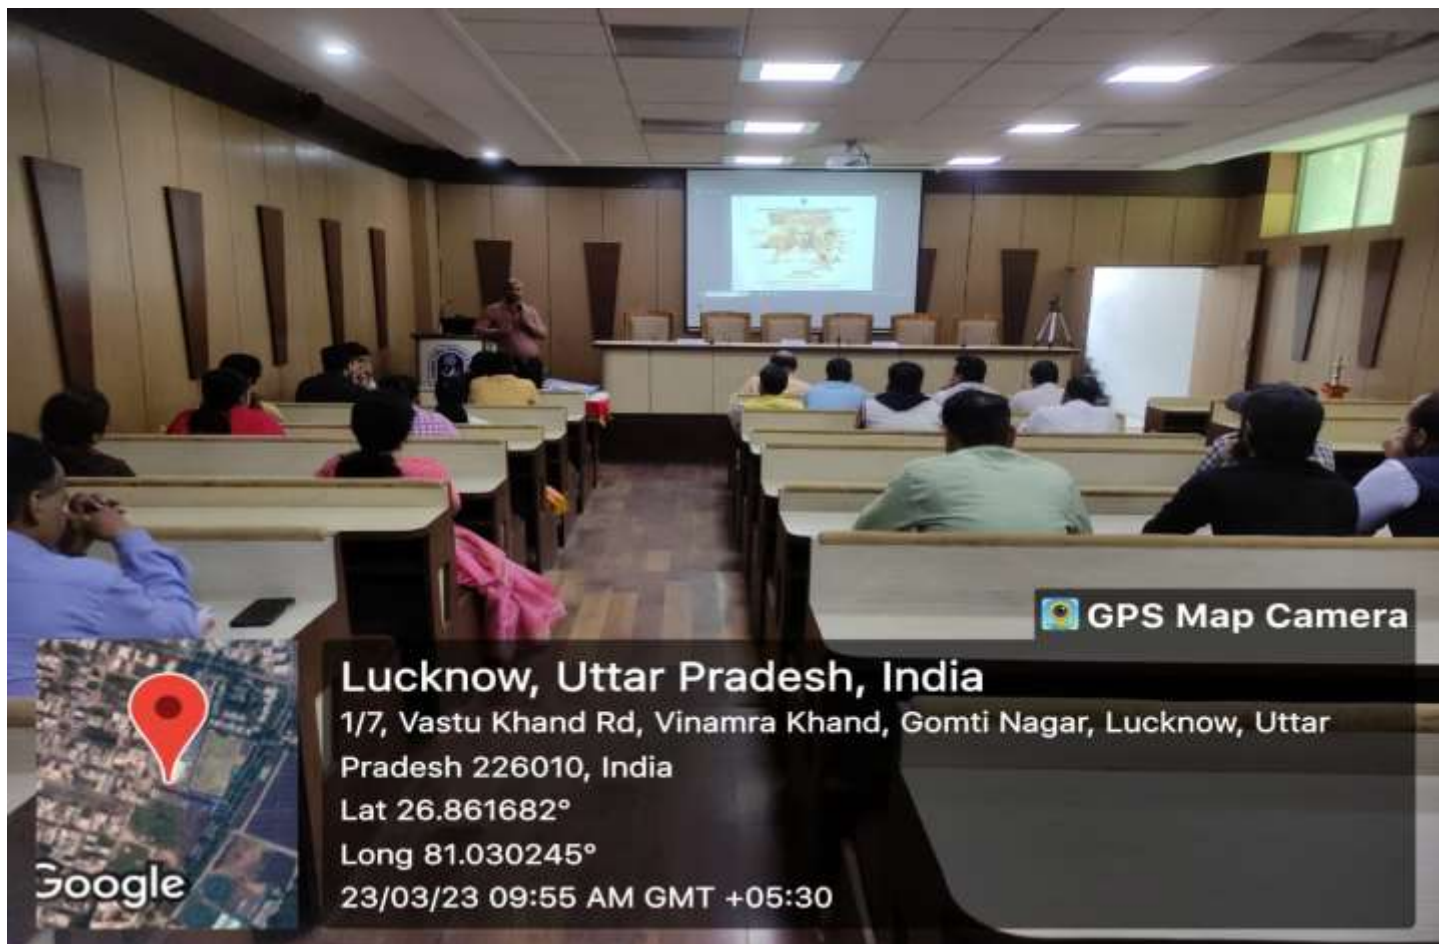 GPS Map Camera
Lucknow, Uttar Pradesh, India
1/7, Vastu Khand Rd, Vinamra Khand, Gomti Nagar, Lucknow, Uttar
Pradesh 226010, India
Lat 26.861682°
Long 81.030245°
23/03/23 09:55 AM GMT +05:30
Google